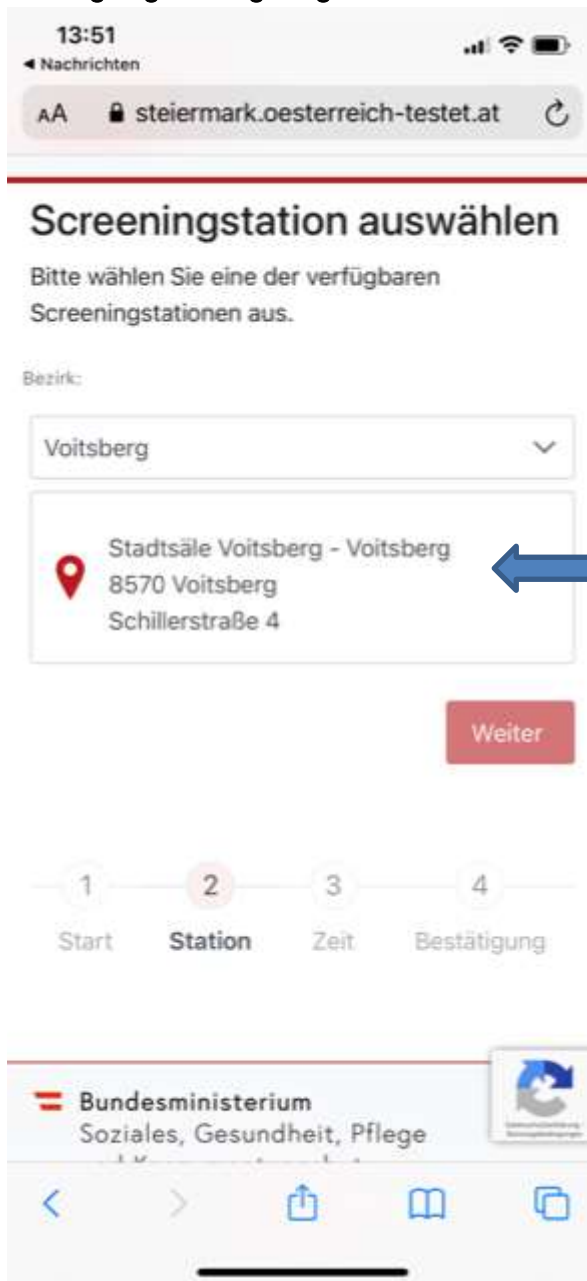 13:51
Nachrichten
AA steiermark.oesterreich-testet.at
Screeningstation auswählen
Bitte wählen Sie eine der verfügbaren
Screeningstationen aus.
Bezirk:
Voitsberg
Stadtsäle Voitsberg - Voitsberg
8570 Voitsberg
Schillerstraße 4
Weiter
1 2 3 4
Start Station Zeit Bestätigung
Bundesministerium
Soziales, Gesundheit, Pflege